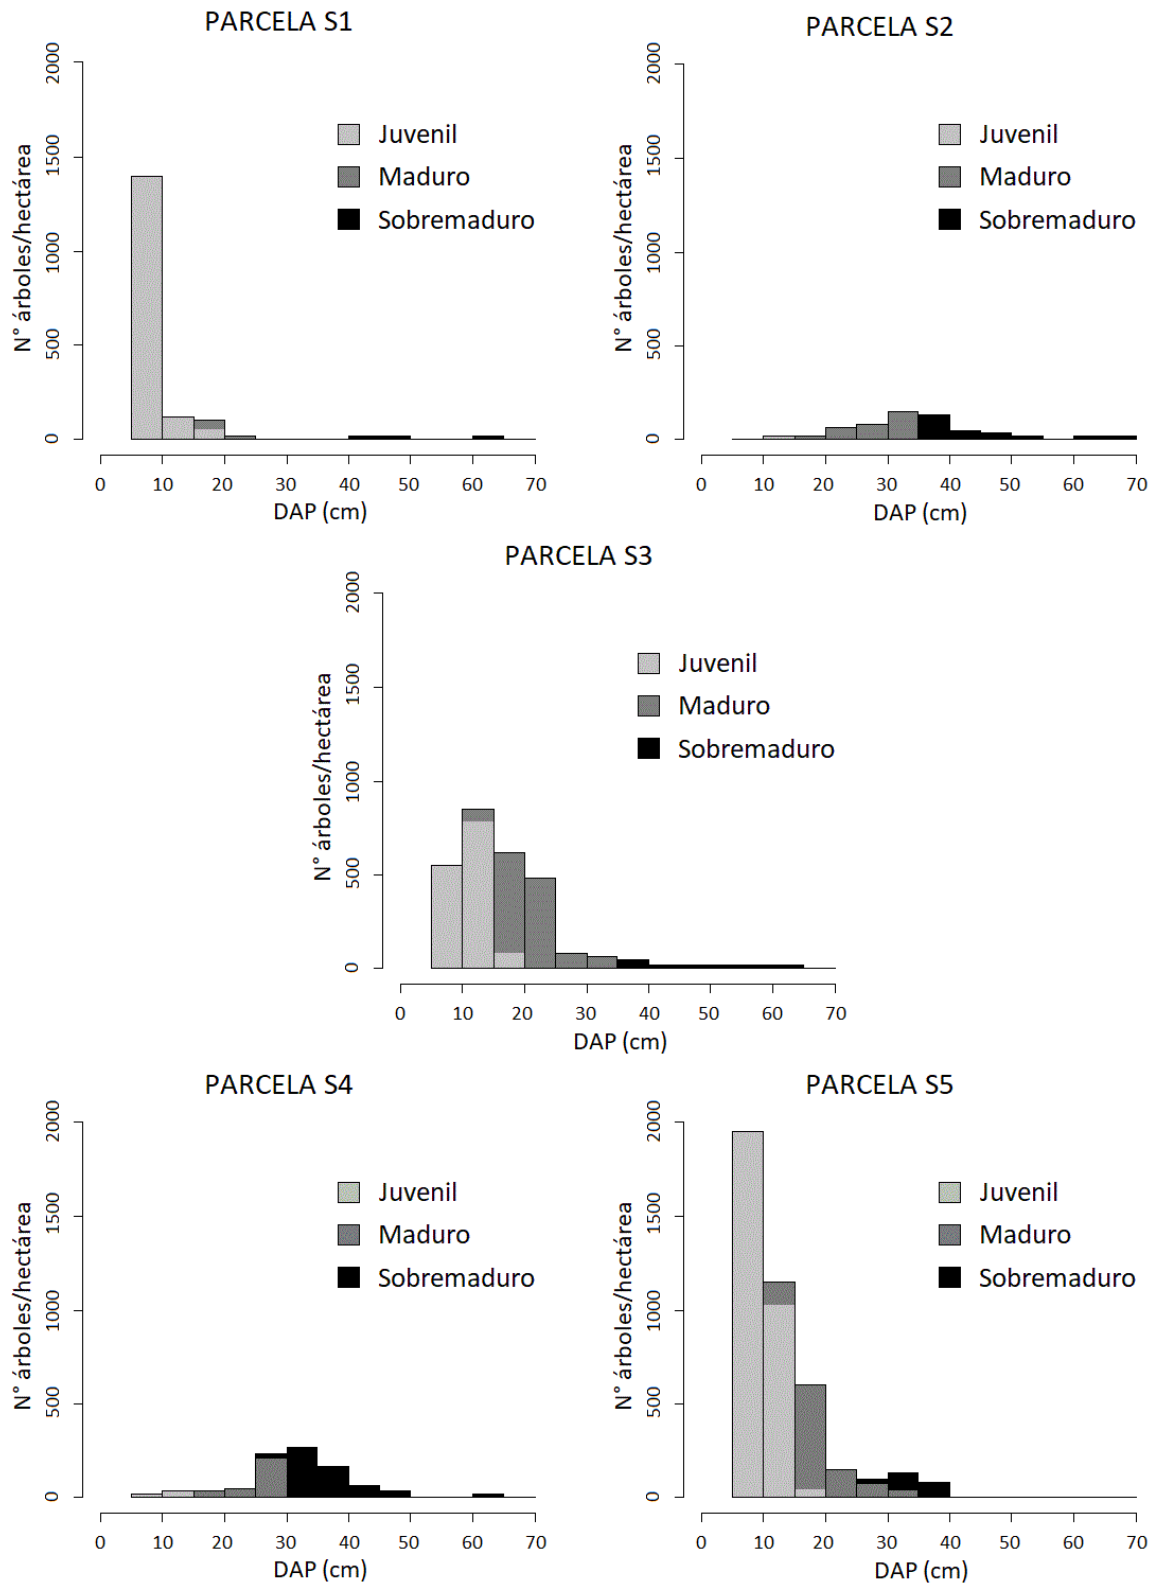 PARCELA S1
N° árboles/hectárea
2000
1500
1000
500
0
Juvenil
Maduro
Sobremaduro
0 10 20 30 40 50 60 70
DAP (cm)
PARCELA S2
N° árboles/hectárea
2000
1500
1000
500
0
Juvenil
Maduro
Sobremaduro
0 10 20 30 40 50 60 70
DAP (cm)
PARCELA S3
N° árboles/hectárea
2000
1500
1000
500
0
Juvenil
Maduro
Sobremaduro
0 10 20 30 40 50 60 70
DAP (cm)
PARCELA S4
N° árboles/hectárea
2000
1500
1000
500
0
Juvenil
Maduro
Sobremaduro
0 10 20 30 40 50 60 70
DAP (cm)
PARCELA S5
N° árboles/hectárea
2000
1500
1000
500
0
Juvenil
Maduro
Sobremaduro
0 10 20 30 40 50 60 70
DAP (cm)